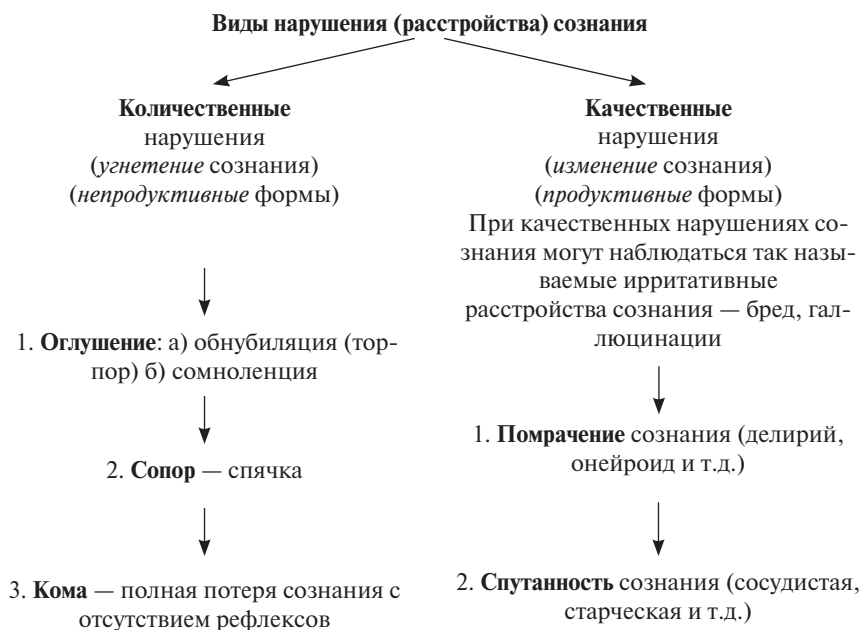 Виды нарушения (расстройства) сознания
Количественные
нарушения
(угнетение сознания)
(непродуктивные формы)
1. Оглушение: а) обнубиляция (тор-
пор) б) сомноленция
2. Сопор — спячка
3. Кома — полная потеря сознания с
отсутствием рефлексов
Качественные
нарушения
(изменение сознания)
(продуктивные формы)
При качественных нарушениях со-
знания могут наблюдаться так назы-
ваемые ирритативные
расстройства сознания — бред, гал-
люцинации
1. Помрачение сознания (делирий,
онейроид и т.д.)
2. Спутанность сознания (сосудистая,
старческая и т.д.)